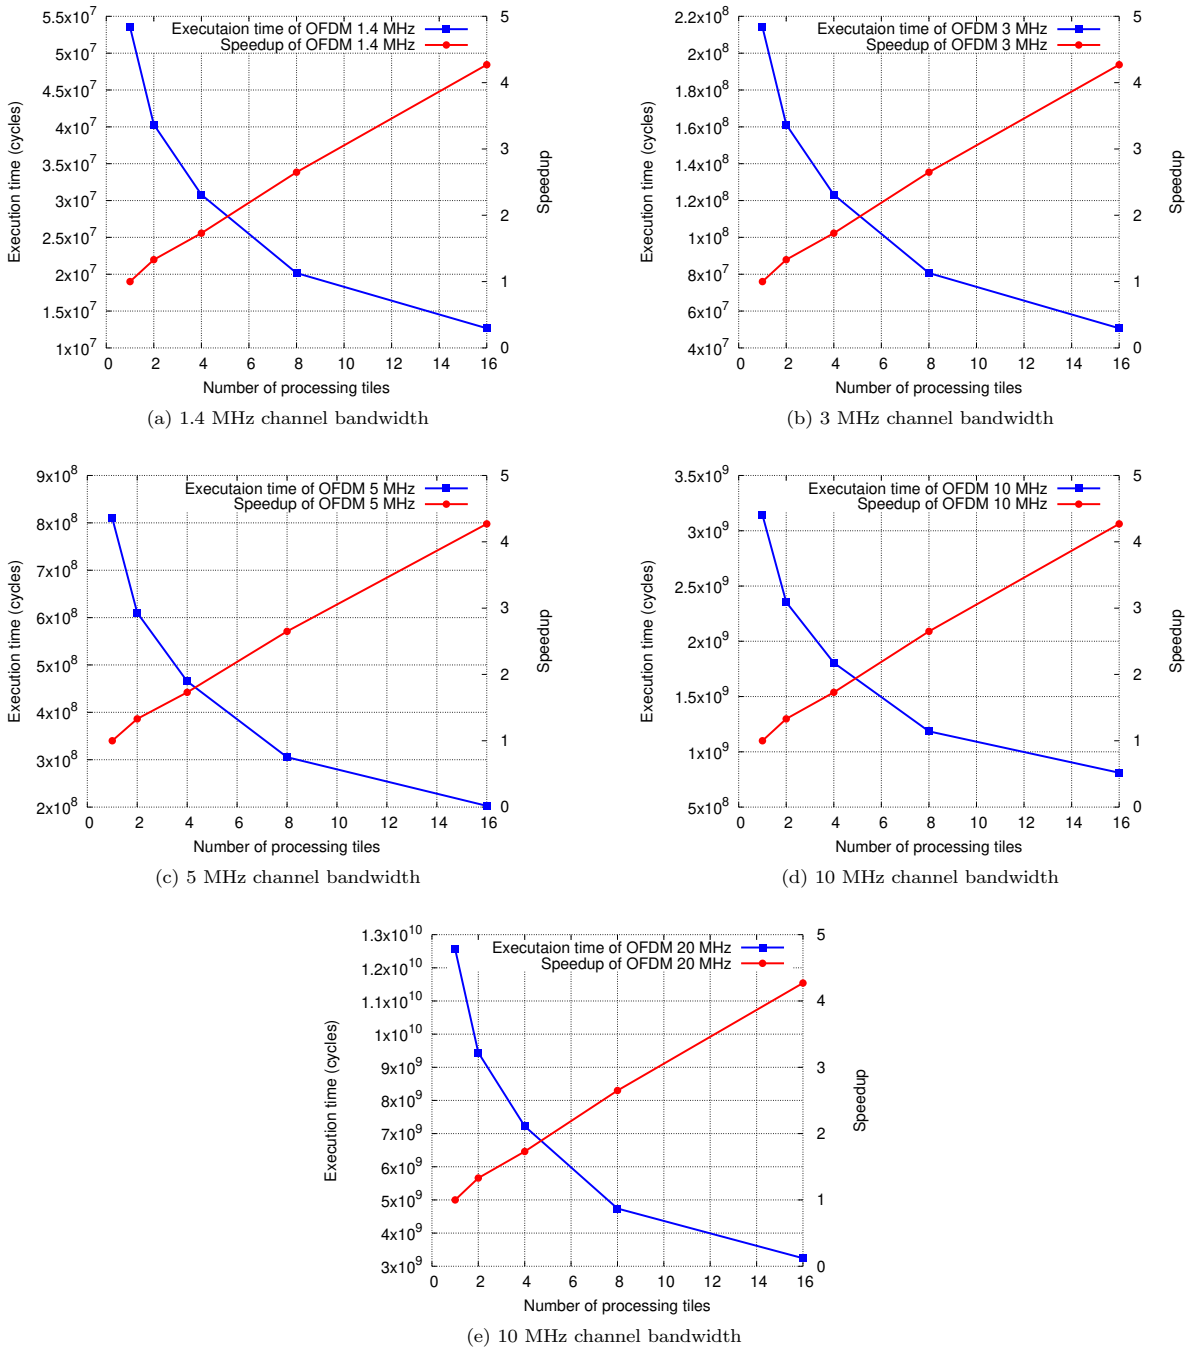 5.5x10^7
5x10^7
4.5x10^7
4x10^7
3.5x10^7
3x10^7
2.5x10^7
2x10^7
1.5x10^7
1x10^7
Execution time (cycles)
Executaion time of OFDM 1.4 MHz
Speedup of OFDM 1.4 MHz
5
4
3
2
1
0
Speedup
0 2 4 6 8 10 12 14 16
Number of processing tiles
(a) 1.4 MHz channel bandwidth
2.2x10^8
2x10^8
1.8x10^8
1.6x10^8
1.4x10^8
1.2x10^8
1x10^8
8x10^7
6x10^7
4x10^7
Execution time (cycles)
Executaion time of OFDM 3 MHz
Speedup of OFDM 3 MHz
5
4
3
2
1
0
Speedup
0 2 4 6 8 10 12 14 16
Number of processing tiles
(b) 3 MHz channel bandwidth
9x10^8
8x10^8
7x10^8
6x10^8
5x10^8
4x10^8
3x10^8
2x10^8
Execution time (cycles)
Executaion time of OFDM 5 MHz
Speedup of OFDM 5 MHz
5
4
3
2
1
0
Speedup
0 2 4 6 8 10 12 14 16
Number of processing tiles
(c) 5 MHz channel bandwidth
3.5x10^9
3x10^9
2.5x10^9
2x10^9
1.5x10^9
1x10^9
5x10^8
Execution time (cycles)
Executaion time of OFDM 10 MHz
Speedup of OFDM 10 MHz
5
4
3
2
1
0
Speedup
0 2 4 6 8 10 12 14 16
Number of processing tiles
(d) 10 MHz channel bandwidth
1.3x10^10
1.2x10^10
1.1x10^10
1x10^10
9x10^9
8x10^9
7x10^9
6x10^9
5x10^9
4x10^9
3x10^9
Execution time (cycles)
Executaion time of OFDM 20 MHz
Speedup of OFDM 20 MHz
5
4
3
2
1
0
Speedup
0 2 4 6 8 10 12 14 16
Number of processing tiles
(e) 10 MHz channel bandwidth